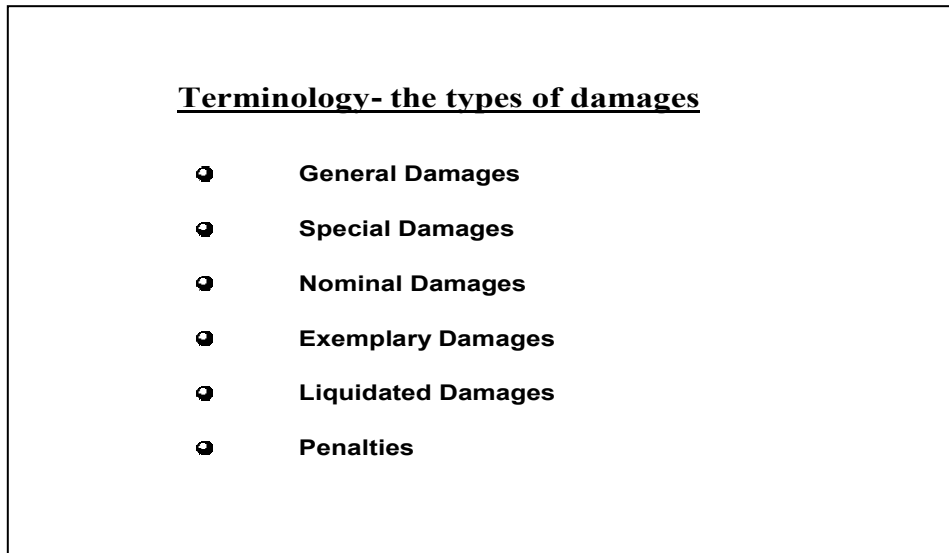 Terminology- the types of damages
General Damages
Special Damages
Nominal Damages
Exemplary Damages
Liquidated Damages
Penalties